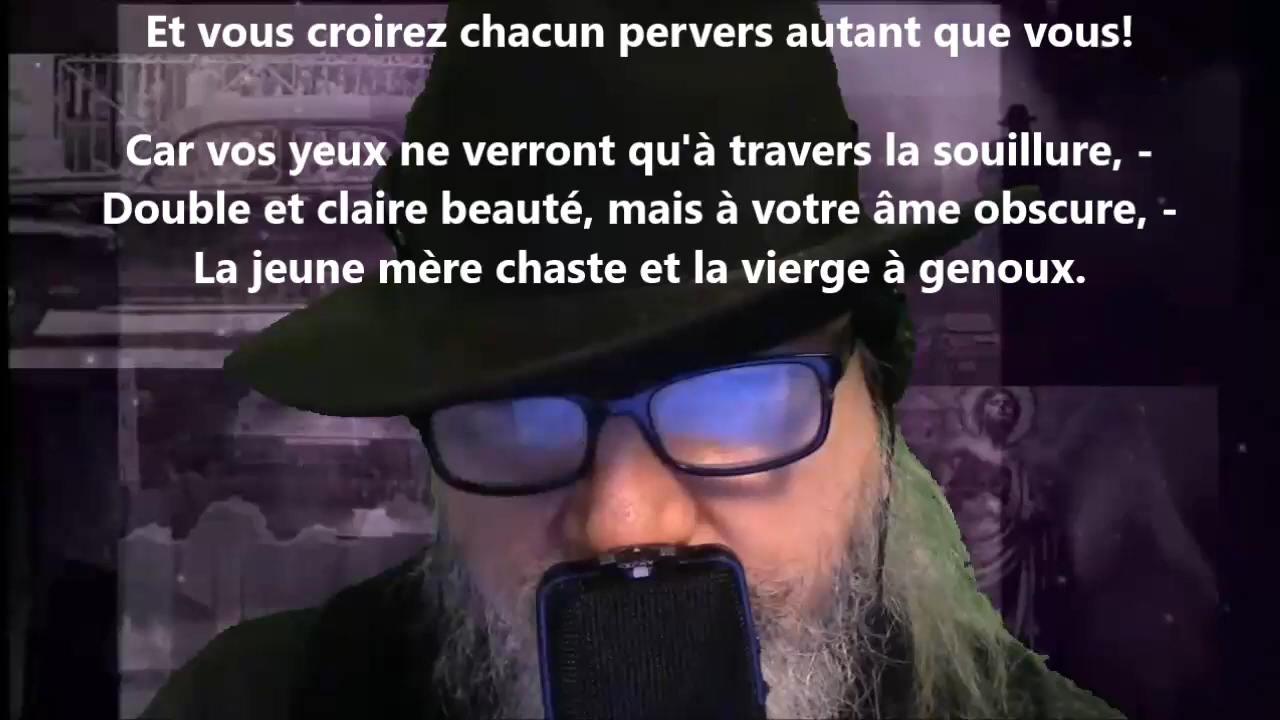 Et vous croirez chacun pervers autant que vous!
Car vos yeux ne verront qu'à travers la souillure, -
Double et claire beauté, mais à votre âme obscure, -
La jeune mère chaste et la vierge à genoux.